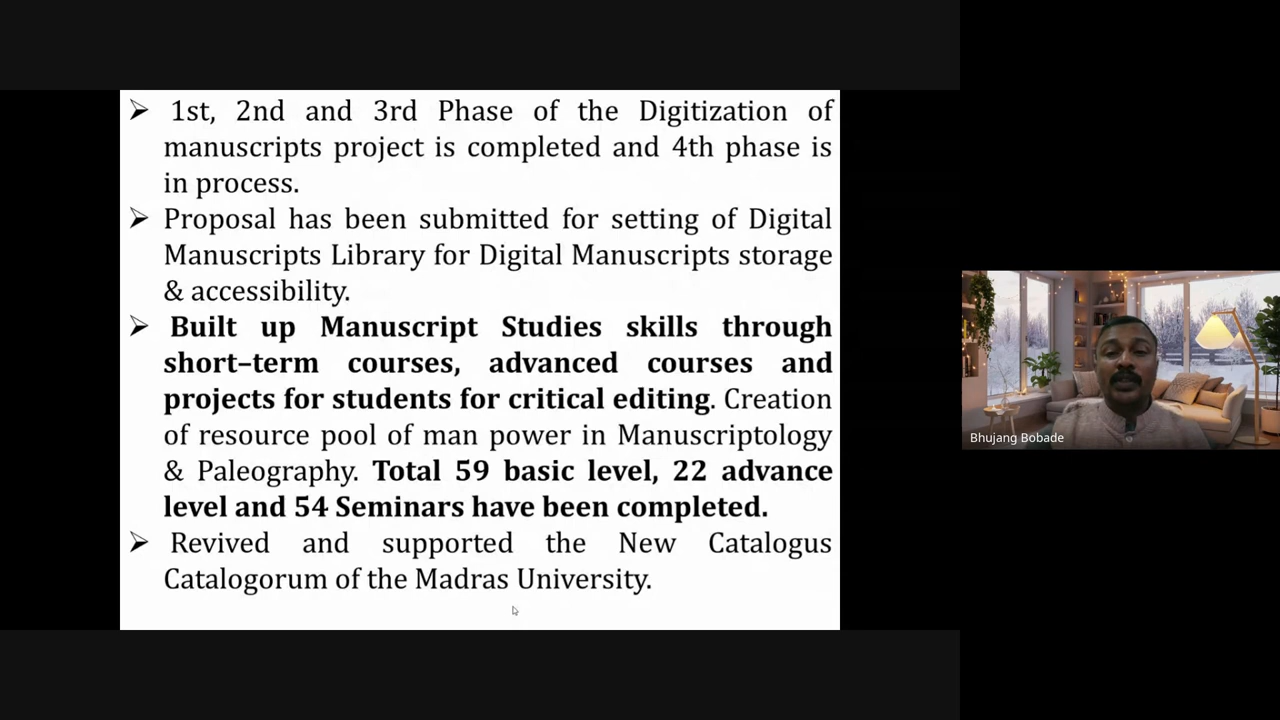 ➢ 1st, 2nd and 3rd Phase of the Digitization of
manuscripts project is completed and 4th phase is
in process.
➢ Proposal has been submitted for setting of Digital
Manuscripts Library for Digital Manuscripts storage
& accessibility.
➢ Built up Manuscript Studies skills through
short–term courses, advanced courses and
projects for students for critical editing. Creation
of resource pool of man power in Manuscriptology
& Paleography. Total 59 basic level, 22 advance
level and 54 Seminars have been completed.
➢ Revived and supported the New Catalogus
Catalogorum of the Madras University.
Bhujang Bobade